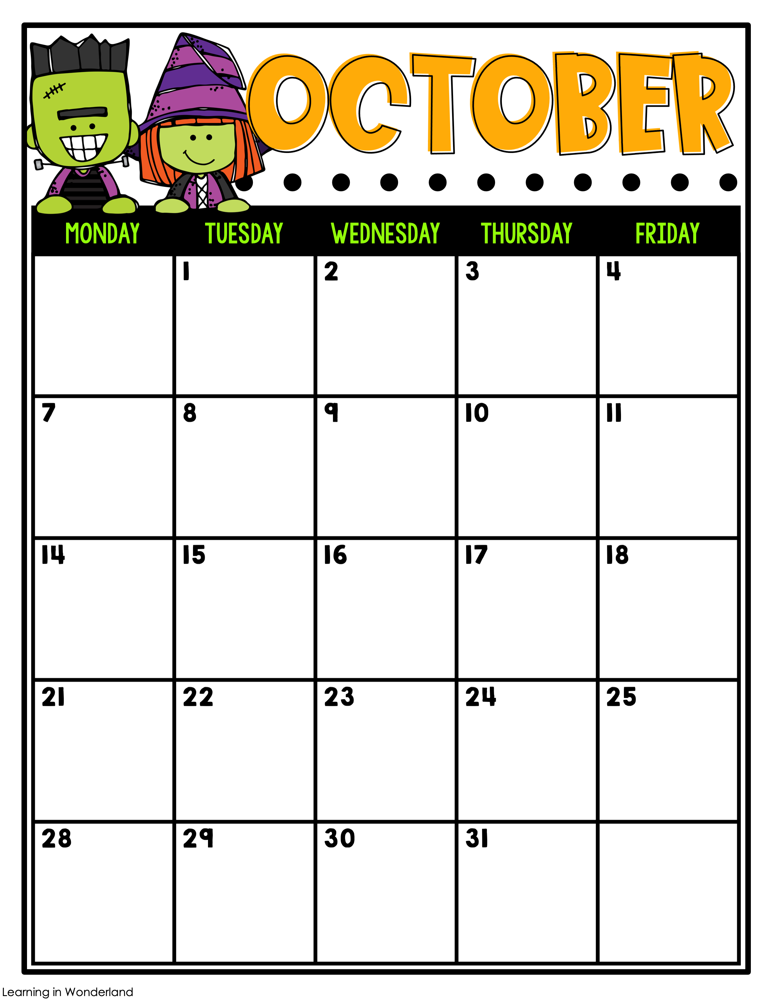 OCTOBER
MONDAY TUESDAY WEDNESDAY THURSDAY FRIDAY
1 2 3 4
7 8 9 10 11
14 15 16 17 18
21 22 23 24 25
28 29 30 31
Learning in Wonderland